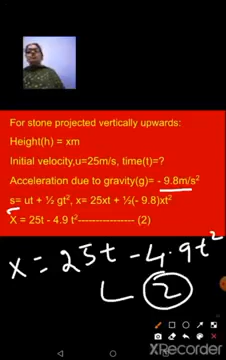 For stone projected vertically upwards:
Height(h) = xm
Initial velocity,u=25m/s, time(t)=?
Acceleration due to gravity(g)= - 9.8m/s²
s= ut + ½ gt², x= 25xt + ½(- 9.8)xt²
X = 25t - 4.9 t²---------------- (2)
x = 25t - 4.9t²
2
XRecorder